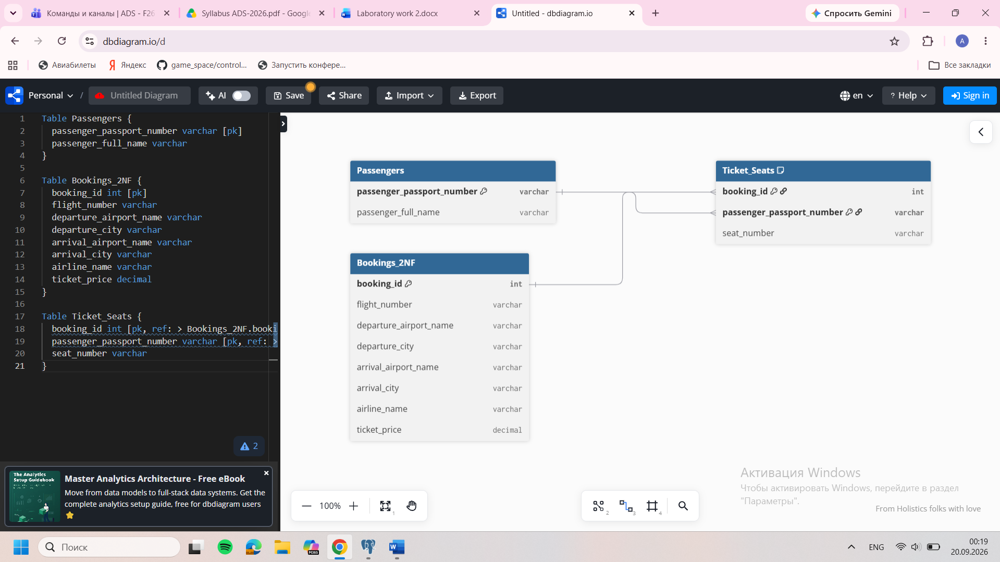 Команды и каналы | ADS - F26
Syllabus ADS-2026.pdf - Google
Laboratory work 2.docx
Untitled - dbdiagram.io
Спросить Gemini
dbdiagram.io/d
A
Авиабилеты
Яндекс
game_space/control...
Запустить конфере...
Все закладки
Personal / Untitled Diagram
AI
Save
Share
Import
Export
en
? Help
Sign in
1 Table Passengers {
2 passenger_passport_number varchar [pk]
3 passenger_full_name varchar
4 }
5
6 Table Bookings_2NF {
7 booking_id int [pk]
8 flight_number varchar
9 departure_airport_name varchar
10 departure_city varchar
11 arrival_airport_name varchar
12 arrival_city varchar
13 airline_name varchar
14 ticket_price decimal
15 }
16
17 Table Ticket_Seats {
18 booking_id int [pk, ref: > Bookings_2NF.booki
19 passenger_passport_number varchar [pk, ref: >
20 seat_number varchar
21 }
2
Passengers
passenger_passport_number varchar
passenger_full_name varchar
Bookings_2NF
booking_id int
flight_number varchar
departure_airport_name varchar
departure_city varchar
arrival_airport_name varchar
arrival_city varchar
airline_name varchar
ticket_price decimal
Ticket_Seats
booking_id int
passenger_passport_number varchar
seat_number varchar
The Analytics
Setup Guidebook
Master Analytics Architecture - Free eBook
Move from data models to full-stack data systems. Get the
complete analytics setup guide, free for dbdiagram users
100%
1
2
3
4
Активация Windows
Чтобы активировать Windows, перейдите в раздел
"Параметры".
From Holistics folks with love
Поиск
M365
ENG
00:19
20.09.2026